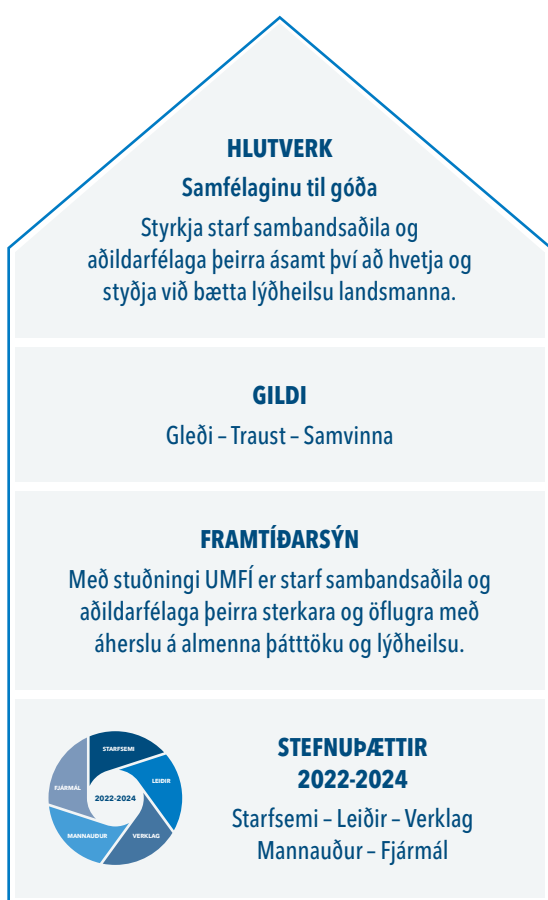 HLUTVERK
Samfélaginu til góða
Styrkja starf sambandsaðila og
aðildarfélaga þeirra ásamt því að hvetja og
styðja við bætta lýðheilsu landsmanna.
GILDI
Gleði – Traust – Samvinna
FRAMTÍÐARSÝN
Með stuðningi UMFÍ er starf sambandsaðila og
aðildarfélaga þeirra sterkara og öflugra með
áherslu á almenna þátttöku og lýðheilsu.
STARFSEMI
LEIÐIR
VERKLAG
MANNAUÐUR
FJÁRMÁL
2022-2024
STEFNUÞÆTTIR
2022-2024
Starfsemi – Leiðir – Verklag
Mannauður – Fjármál